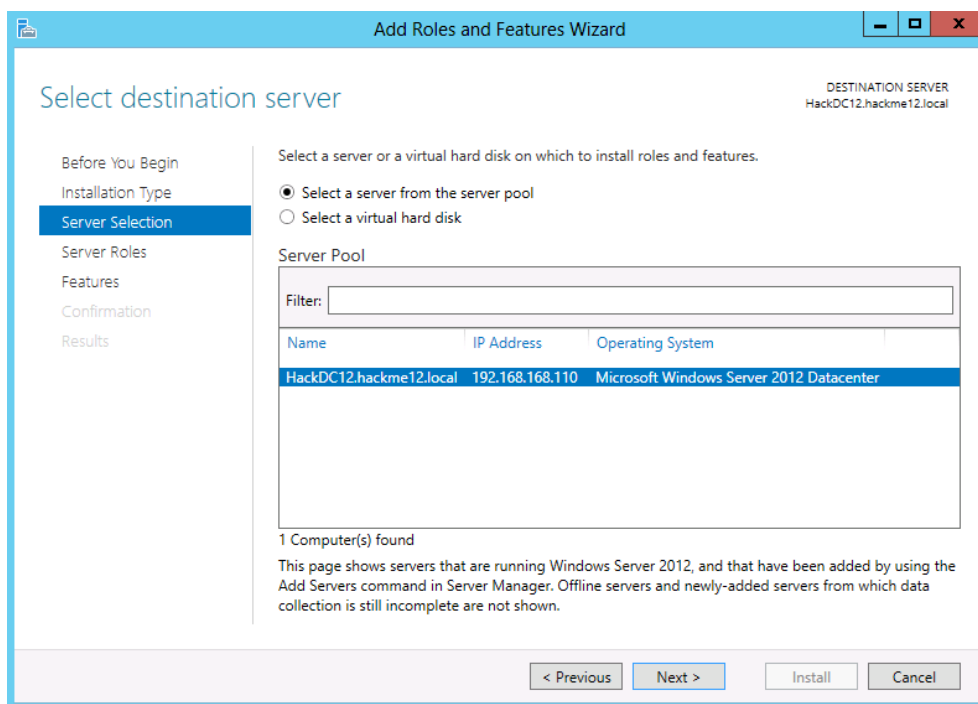 Add Roles and Features Wizard
Select destination server
DESTINATION SERVER
HackDC12.hackme12.local
Before You Begin
Installation Type
Server Selection
Server Roles
Features
Confirmation
Results
Select a server or a virtual hard disk on which to install roles and features.
Select a server from the server pool
Select a virtual hard disk
Server Pool
Filter:
Name IP Address Operating System
HackDC12.hackme12.local 192.168.168.110 Microsoft Windows Server 2012 Datacenter
1 Computer(s) found
This page shows servers that are running Windows Server 2012, and that have been added by using the
Add Servers command in Server Manager. Offline servers and newly-added servers from which data
collection is still incomplete are not shown.
< Previous Next > Install Cancel